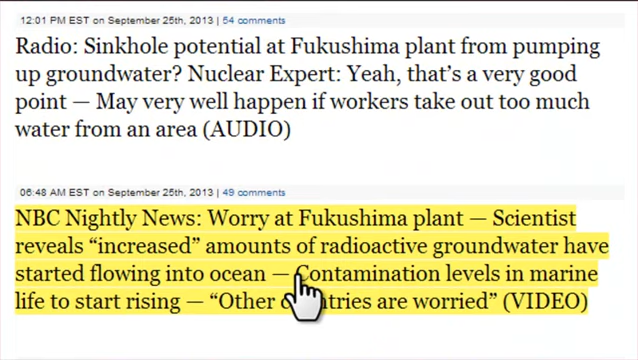 12:01 PM EST on September 25th, 2013 | 54 comments
Radio: Sinkhole potential at Fukushima plant from pumping
up groundwater? Nuclear Expert: Yeah, that’s a very good
point — May very well happen if workers take out too much
water from an area (AUDIO)
06:48 AM EST on September 25th, 2013 | 49 comments
NBC Nightly News: Worry at Fukushima plant — Scientist
reveals “increased” amounts of radioactive groundwater have
started flowing into ocean — Contamination levels in marine
life to start rising — “Other are worried” (VIDEO)